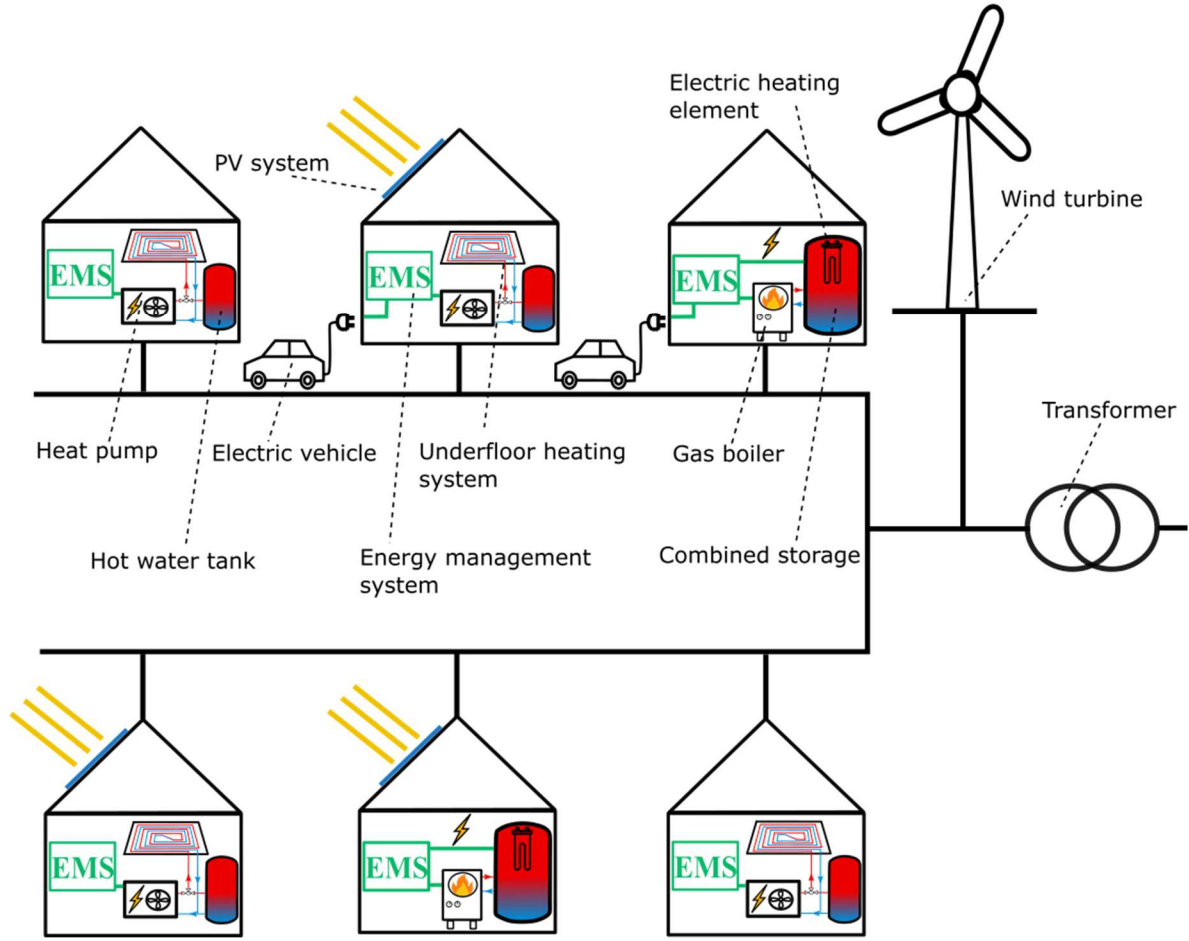 Electric heating
element
PV system
Wind turbine
EMS
EMS
EMS
Transformer
Heat pump
Electric vehicle
Underfloor heating
system
Gas boiler
Hot water tank
Energy management
system
Combined storage
EMS
EMS
EMS